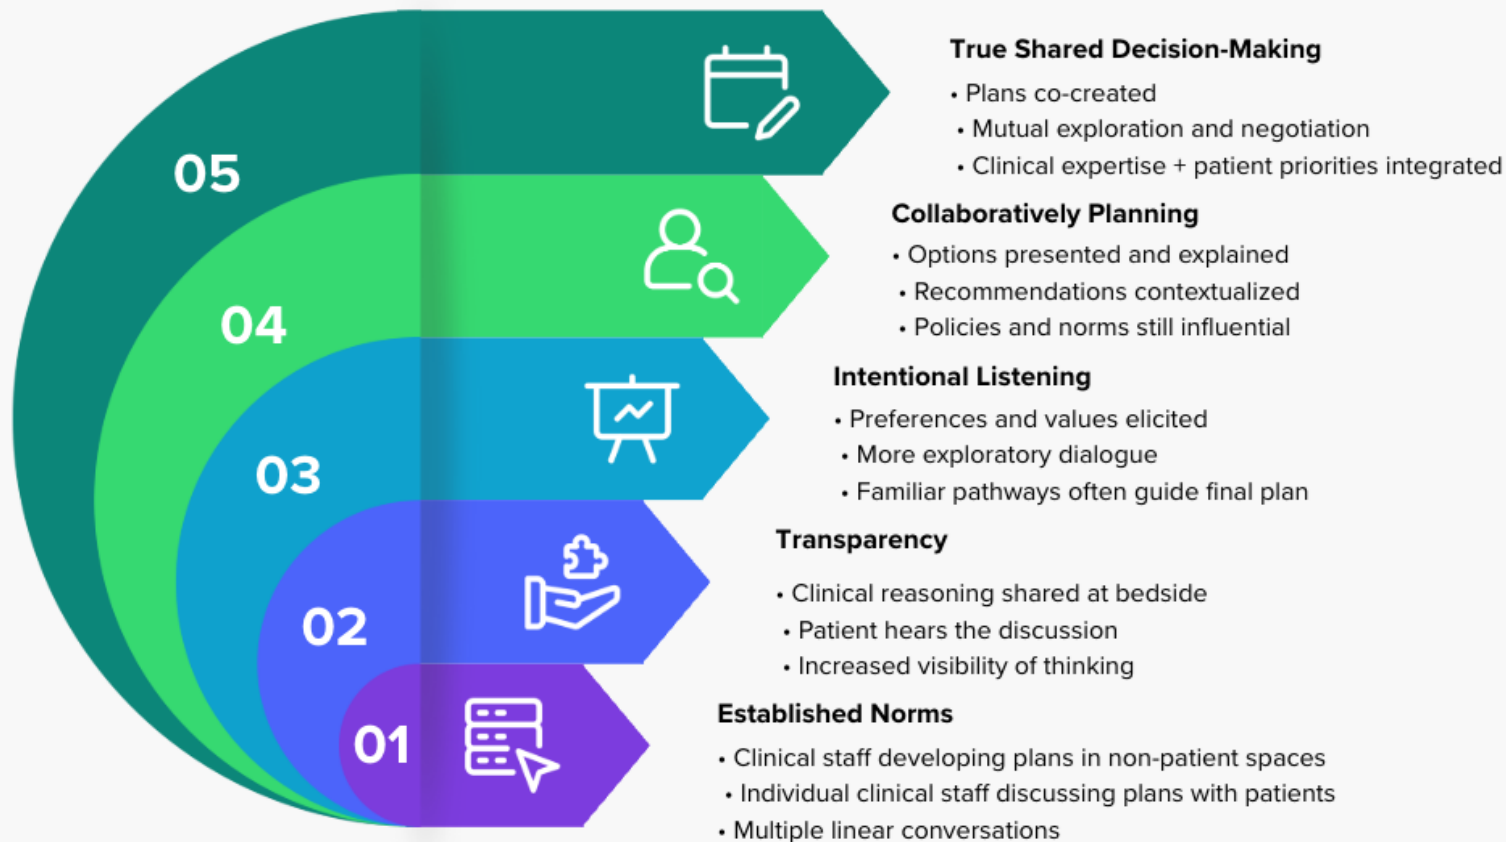 05
True Shared Decision-Making
• Plans co-created
• Mutual exploration and negotiation
• Clinical expertise + patient priorities integrated
04
Collaboratively Planning
• Options presented and explained
• Recommendations contextualized
• Policies and norms still influential
03
Intentional Listening
• Preferences and values elicited
• More exploratory dialogue
• Familiar pathways often guide final plan
02
Transparency
• Clinical reasoning shared at bedside
• Patient hears the discussion
• Increased visibility of thinking
01
Established Norms
• Clinical staff developing plans in non-patient spaces
• Individual clinical staff discussing plans with patients
• Multiple linear conversations